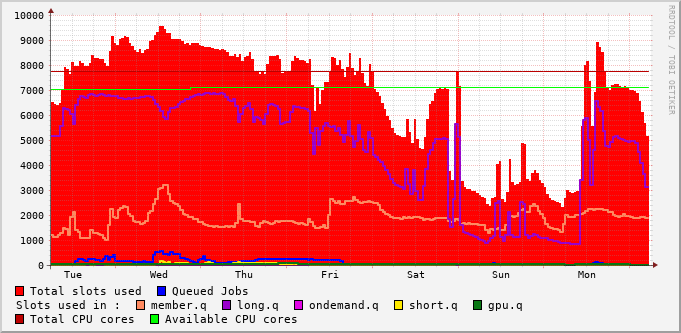 RRDTOOL / TOBI OETIKER
10000
9000
8000
7000
6000
5000
4000
3000
2000
1000
0
Tue Wed Thu Fri Sat Sun Mon
Total slots used Queued Jobs
Slots used in : member.q long.q ondemand.q short.q gpu.q
Total CPU cores Available CPU cores